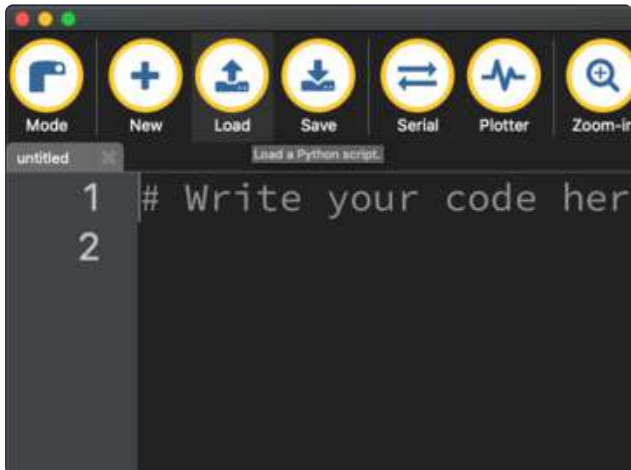 Mode New Load Save Serial Plotter Zoom-in
untitled Load a Python script.
1 # Write your code her
2